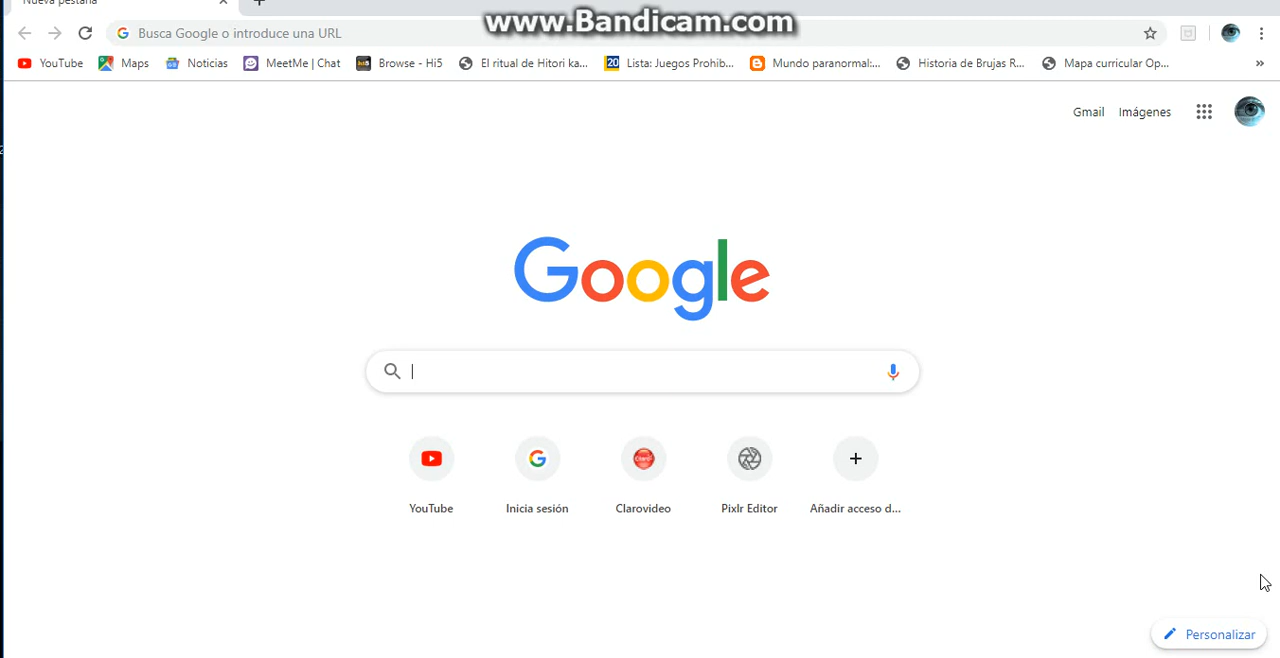 Nueva pestaña
www.Bandicam.com
Busca Google o introduce una URL
YouTube Maps Noticias MeetMe | Chat Browse - Hi5 El ritual de Hitori ka... 20 Lista: Juegos Prohib... Mundo paranormal:... Historia de Brujas R... Mapa curricular Op... »
Gmail Imágenes
Google
Claro
YouTube Inicia sesión Clarovideo Pixlr Editor Añadir acceso d...
Personalizar